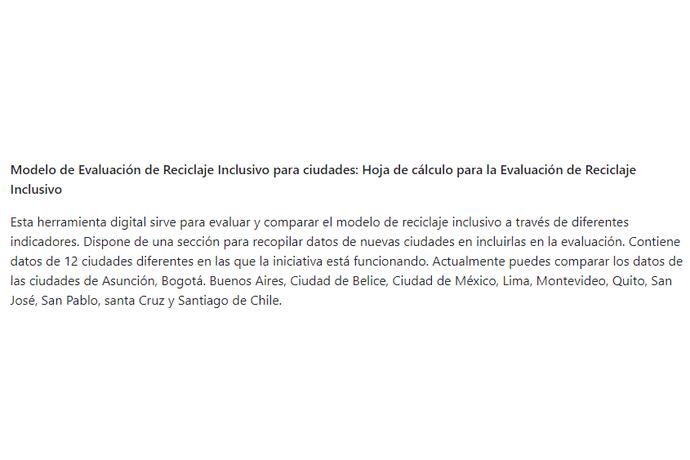 Modelo de Evaluación de Reciclaje Inclusivo para ciudades: Hoja de cálculo para la Evaluación de Reciclaje
Inclusivo
Esta herramienta digital sirve para evaluar y comparar el modelo de reciclaje inclusivo a través de diferentes
indicadores. Dispone de una sección para recopilar datos de nuevas ciudades en incluirlas en la evaluación. Contiene
datos de 12 ciudades diferentes en las que la iniciativa está funcionando. Actualmente puedes comparar los datos de
las ciudades de Asunción, Bogotá. Buenos Aires, Ciudad de Belice, Ciudad de México, Lima, Montevideo, Quito, San
José, San Pablo, santa Cruz y Santiago de Chile.